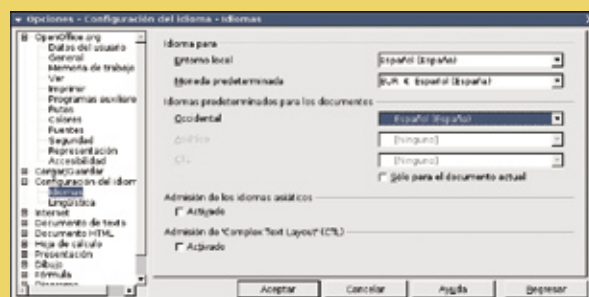 Opciones - Configuración del idioma - Idiomas
OpenOffice.org
Datos del usuario
General
Memoria de trabajo
Ver
Imprimir
Programas auxiliare
Rutas
Colores
Fuentes
Seguridad
Representación
Accesibilidad
Cargar/Guardar
Configuración del idiom
Idiomas
Lingüística
Internet
Documento de texto
Documento HTML
Hoja de cálculo
Presentación
Dibujo
Fórmula
Diagrama
Idioma para
Entorno local
Español (España)
Moneda predeterminada
EUR € Español (España)
Idiomas predeterminados para los documentos
Occidental
Español (España)
Asiático
[Ninguno]
CTL
[Ninguno]
Sólo para el documento actual
Admisión de los idiomas asiáticos
Activado
Admisión de 'Complex Text Layout' (CTL)
Activado
Aceptar
Cancelar
Ayuda
Regresar